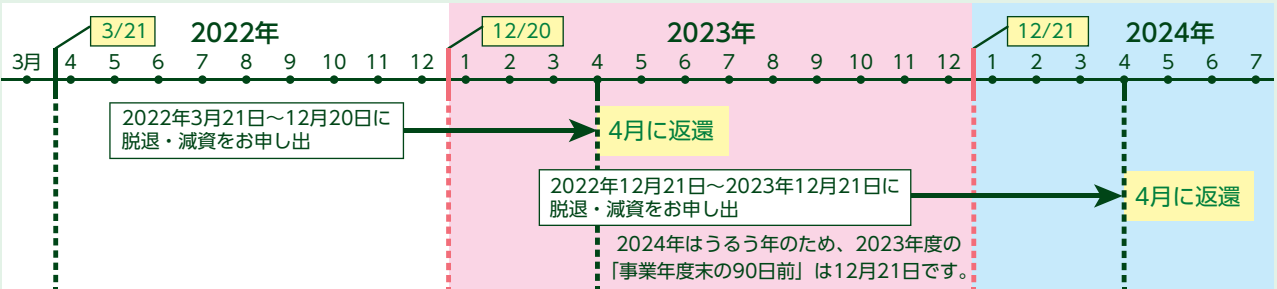 3/21
2022年
12/20
2023年
12/21
2024年
3月 4 5 6 7 8 9 10 11 12 1 2 3 4 5 6 7 8 9 10 11 12 1 2 3 4 5 6 7
2022年3月21日～12月20日に
脱退・減資をお申し出
4月に返還
2022年12月21日～2023年12月21日に
脱退・減資をお申し出
4月に返還
2024年はうるう年のため、2023年度の
「事業年度末の90日前」は12月21日です。